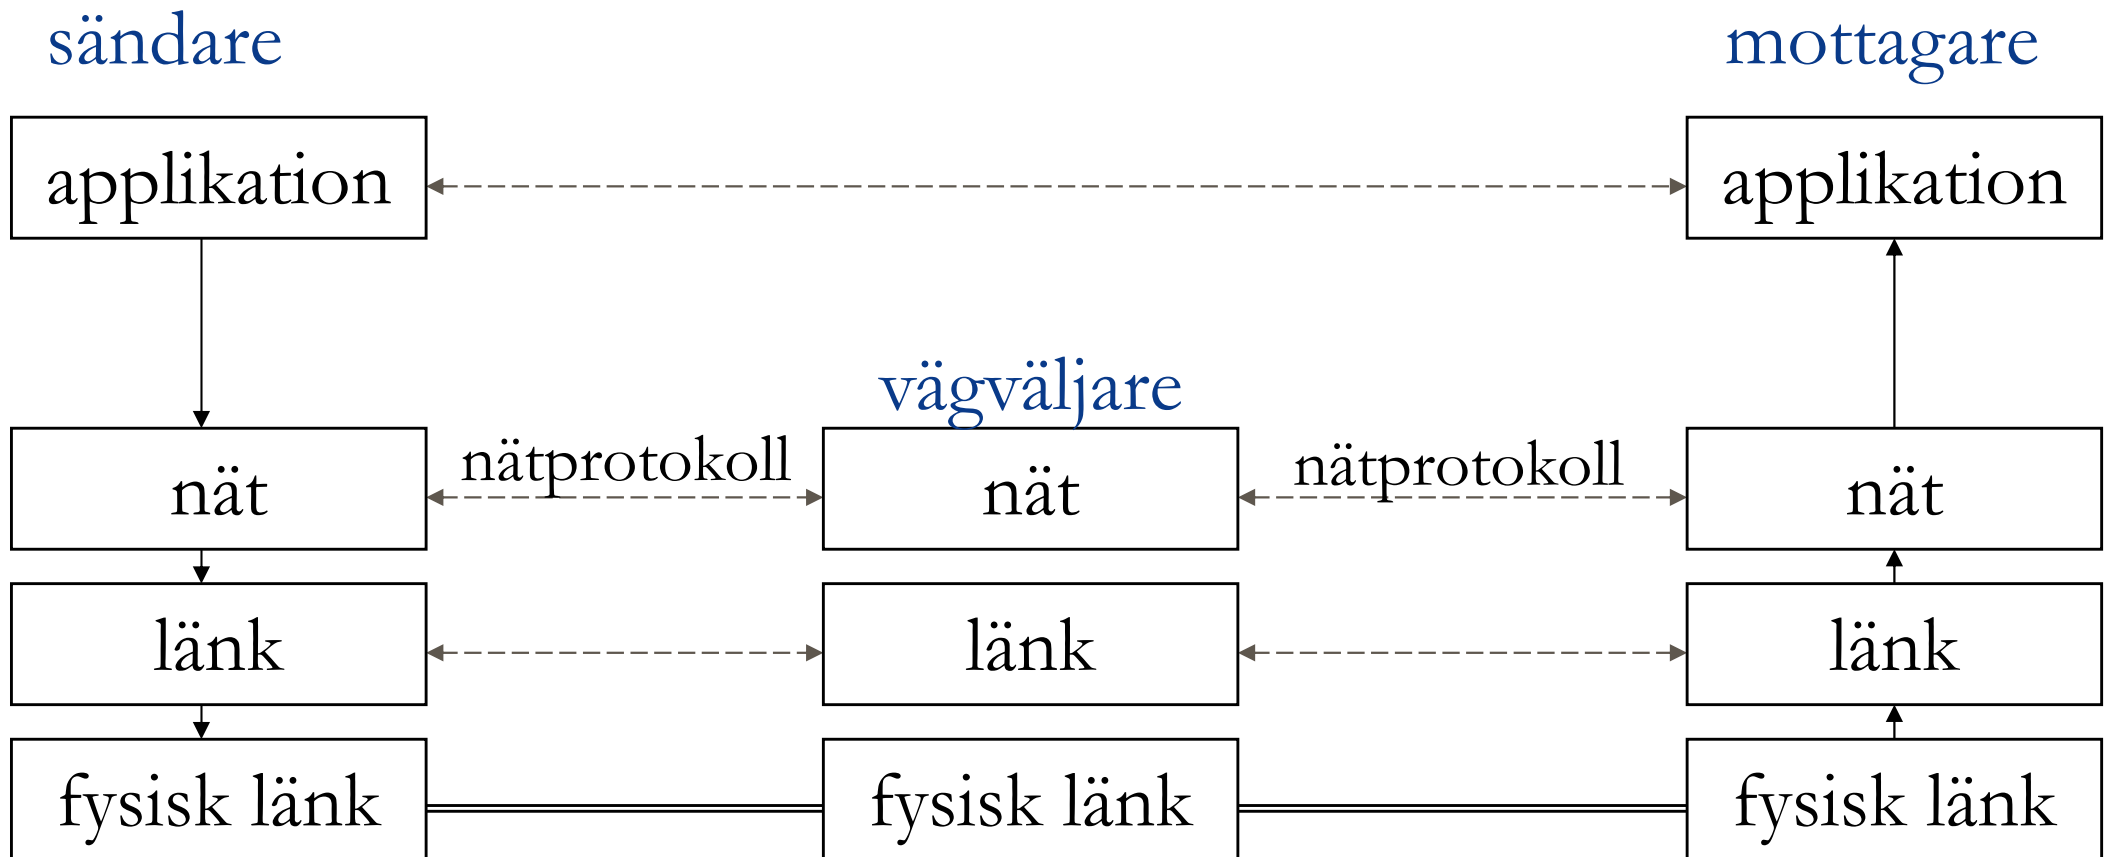 sändare
mottagare
applikation
applikation
vägväljare
nät
nätprotokoll
nät
nätprotokoll
nät
länk
länk
länk
fysisk länk
fysisk länk
fysisk länk